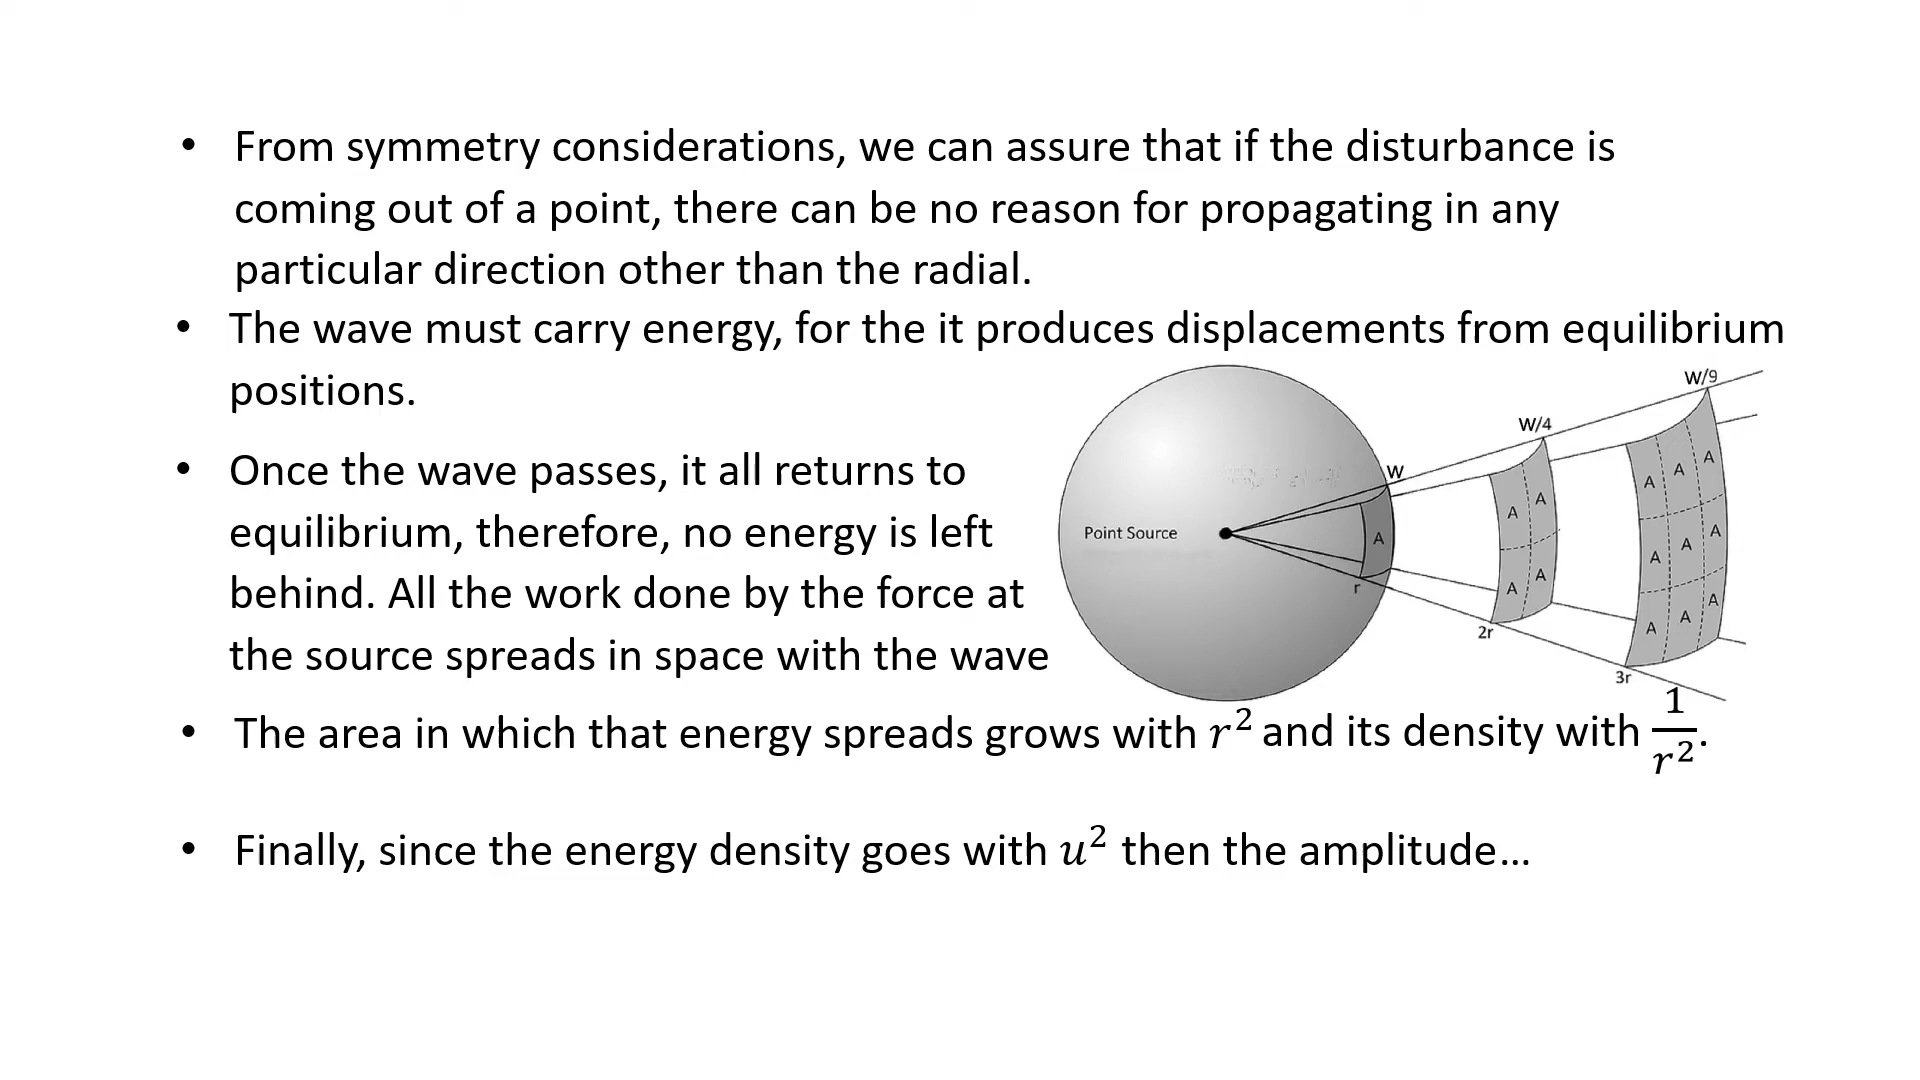 • From symmetry considerations, we can assure that if the disturbance is
coming out of a point, there can be no reason for propagating in any
particular direction other than the radial.
• The wave must carry energy, for the it produces displacements from equilibrium
positions.
• Once the wave passes, it all returns to
equilibrium, therefore, no energy is left
behind. All the work done by the force at
the source spreads in space with the wave
W/9
W/4
W
Point Source
A
A A
A A
A A A
A A A
A A A
r
2r
3r
• The area in which that energy spreads grows with r² and its density with 1/r².
• Finally, since the energy density goes with u² then the amplitude…